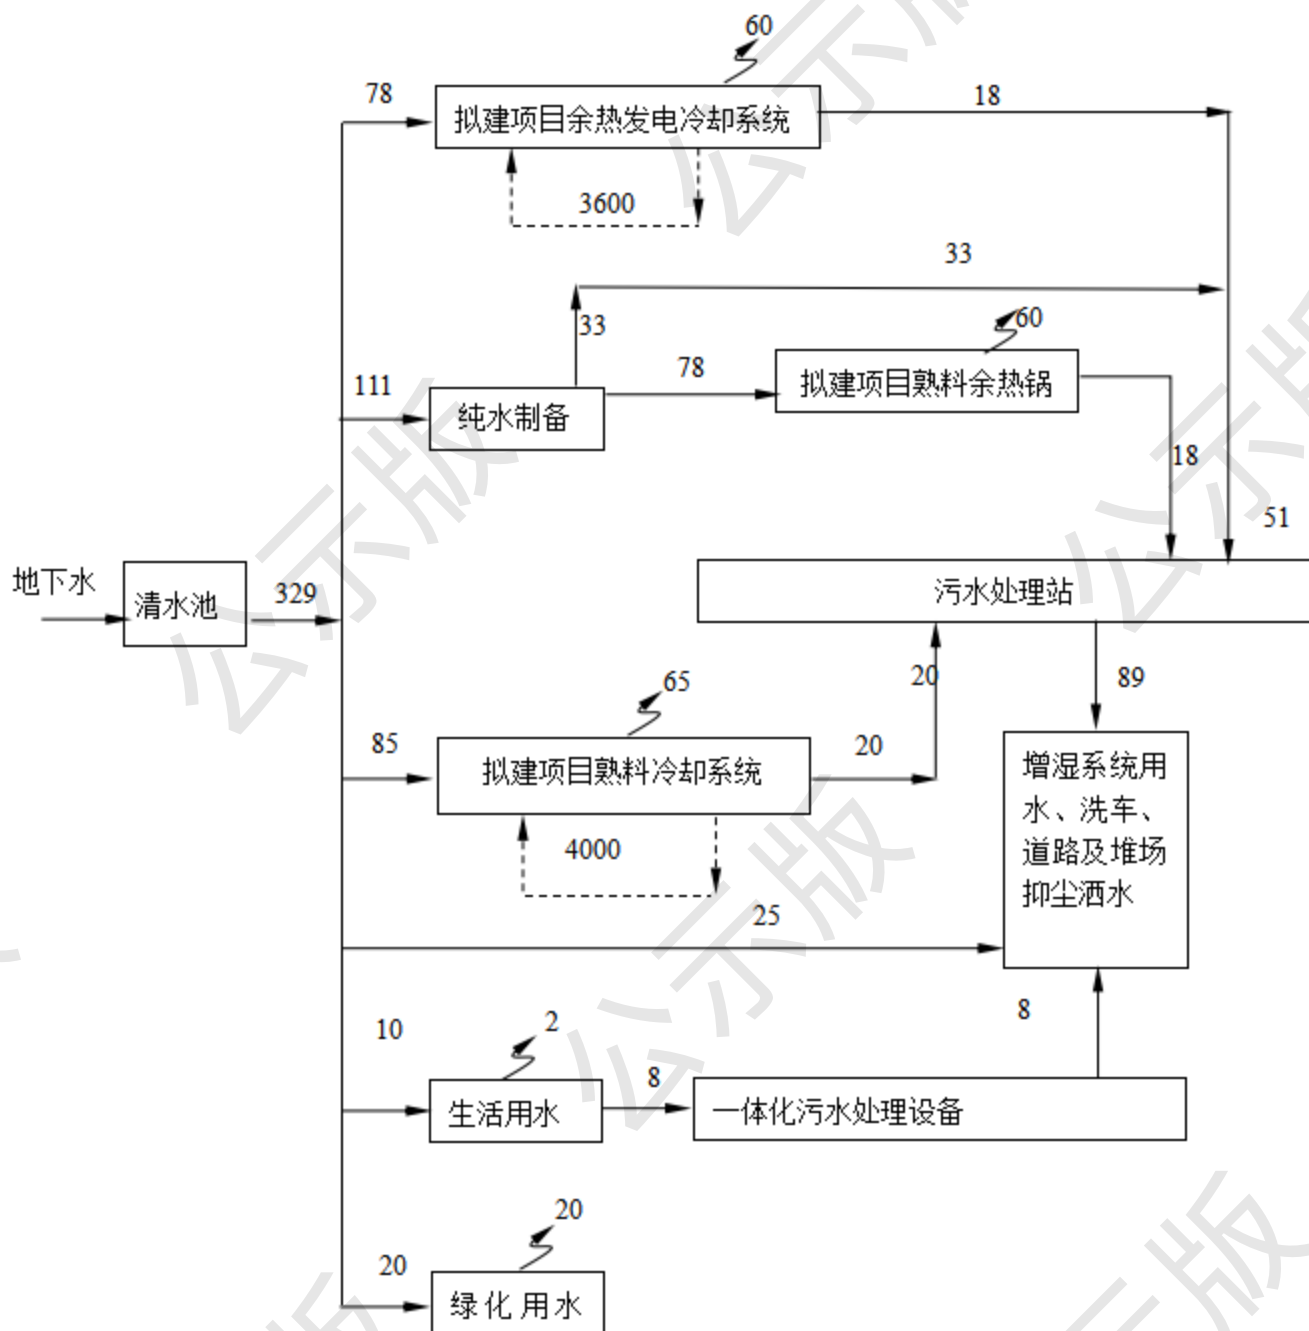 60
78
拟建项目余热发电冷却系统
18
3600
33
33
60
111
纯水制备
78
拟建项目熟料余热锅
18
51
地下水
清水池
329
污水处理站
65
20
89
85
拟建项目熟料冷却系统
20
增湿系统用
水、洗车、
道路及堆场
抑尘洒水
4000
25
10
2
8
8
生活用水
一体化污水处理设备
20
20
绿化用水
公示版
公示版
公示版
公示版
公示版
公示版